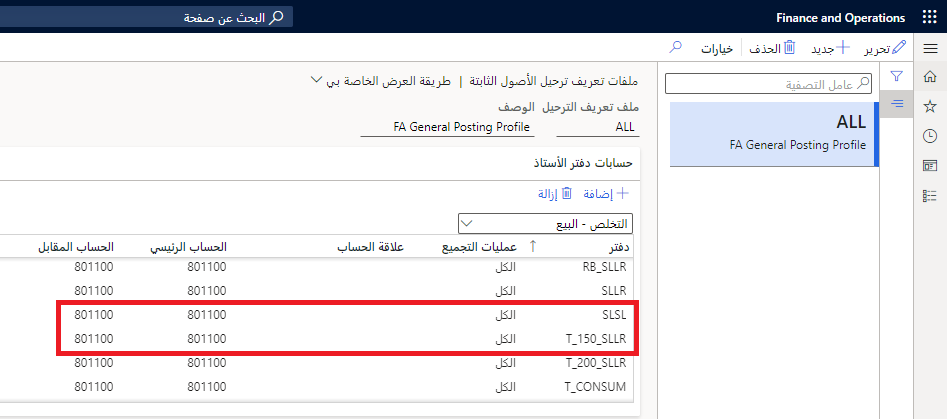 Finance and Operations
البحث عن صفحة
تحرير
جديد
الحذف
خيارات
عامل التصفية
ALL
FA General Posting Profile
ملفات تعريف ترحيل الأصول الثابتة | طريقة العرض الخاصة بي
ملف تعريف الترحيل الوصف
ALL FA General Posting Profile
حسابات دفتر الأستاذ
إضافة إزالة
التخلص - البيع
دفتر عمليات التجميع علاقة الحساب الحساب الرئيسي الحساب المقابل
RB_SLLR الكل 801100 801100
SLLR الكل 801100 801100
SLSL الكل 801100 801100
T_150_SLLR الكل 801100 801100
T_200_SLLR الكل 801100 801100
T_CONSUM الكل 801100 801100